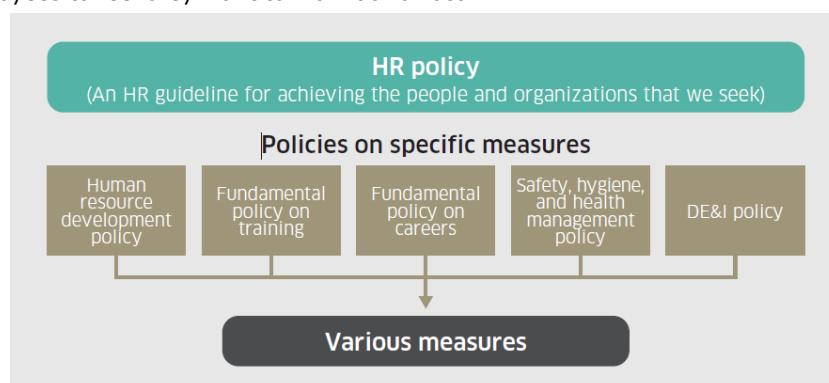 HR policy
(An HR guideline for achieving the people and organizations that we seek)
Policies on specific measures
Human
resource
development
policy
Fundamental
policy on
training
Fundamental
policy on
careers
Safety, hygiene,
and health
management
policy
DE&I policy
Various measures